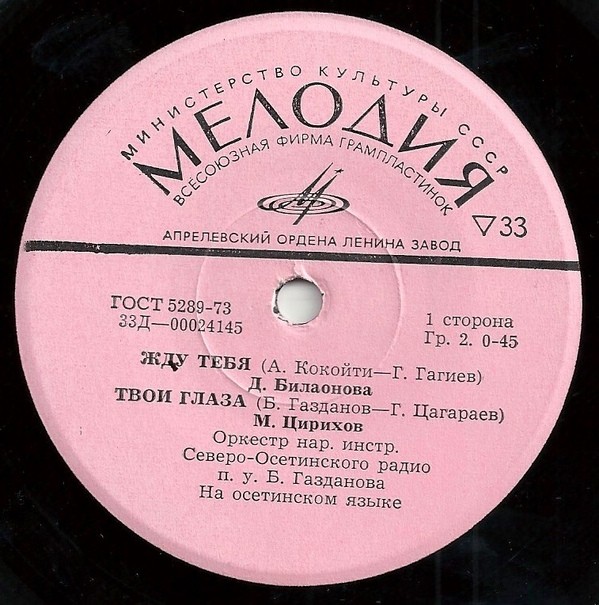 МИНИСТЕРСТВО КУЛЬТУРЫ СССР
МЕЛОДИЯ
ВСЕСОЮЗНАЯ ФИРМА ГРАМПЛАСТИНОК
▽33
АПРЕЛЕВСКИЙ ОРДЕНА ЛЕНИНА ЗАВОД
ГОСТ 5289-73
33Д—00024145
1 сторона
Гр. 2. 0-45
ЖДУ ТЕБЯ (А. Кокойти—Г. Гагиев)
Д. Билаонова
ТВОИ ГЛАЗА (Б. Газданов—Г. Цагараев)
М. Цирихов
Оркестр нар. инстр.
Северо-Осетинского радио
п. у. Б. Газданова
На осетинском языке